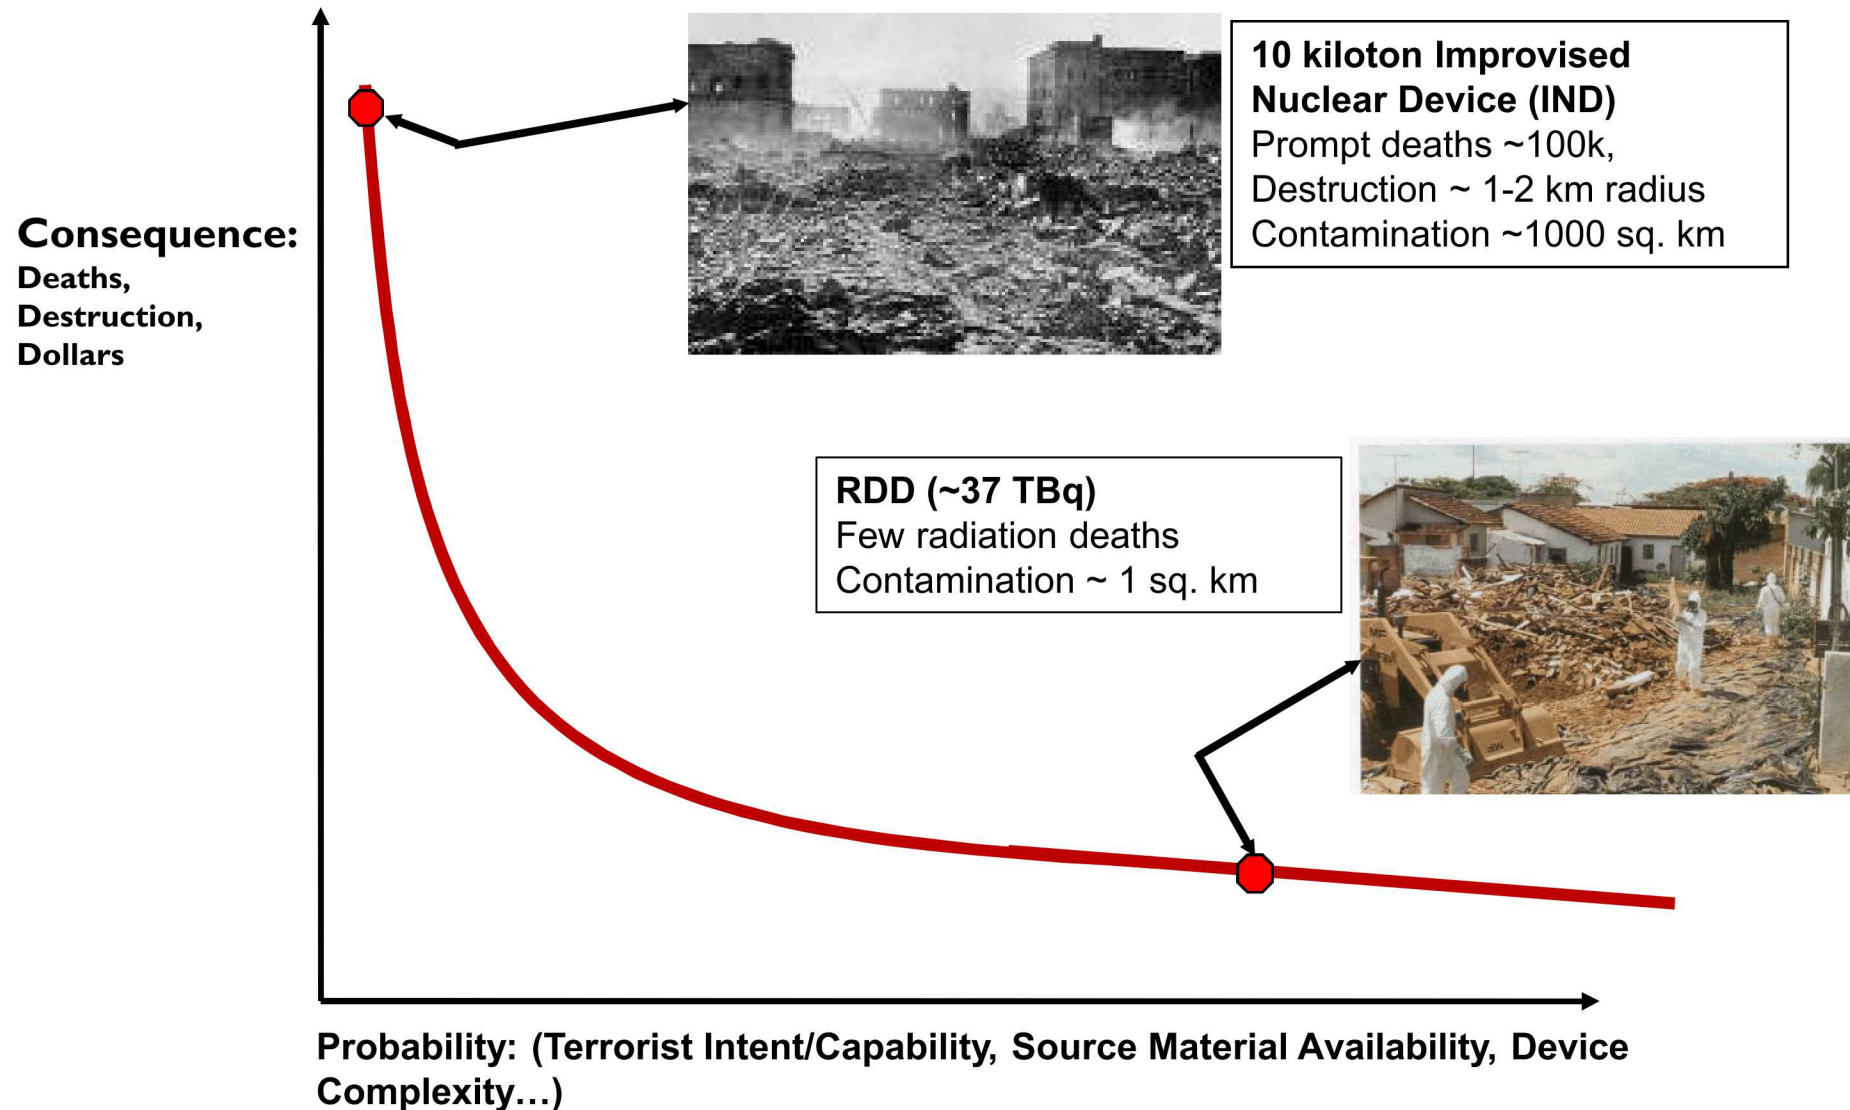 Consequence:
Deaths,
Destruction,
Dollars
10 kiloton Improvised
Nuclear Device (IND)
Prompt deaths ~100k,
Destruction ~ 1-2 km radius
Contamination ~1000 sq. km
RDD (~37 TBq)
Few radiation deaths
Contamination ~ 1 sq. km
Probability: (Terrorist Intent/Capability, Source Material Availability, Device
Complexity…)